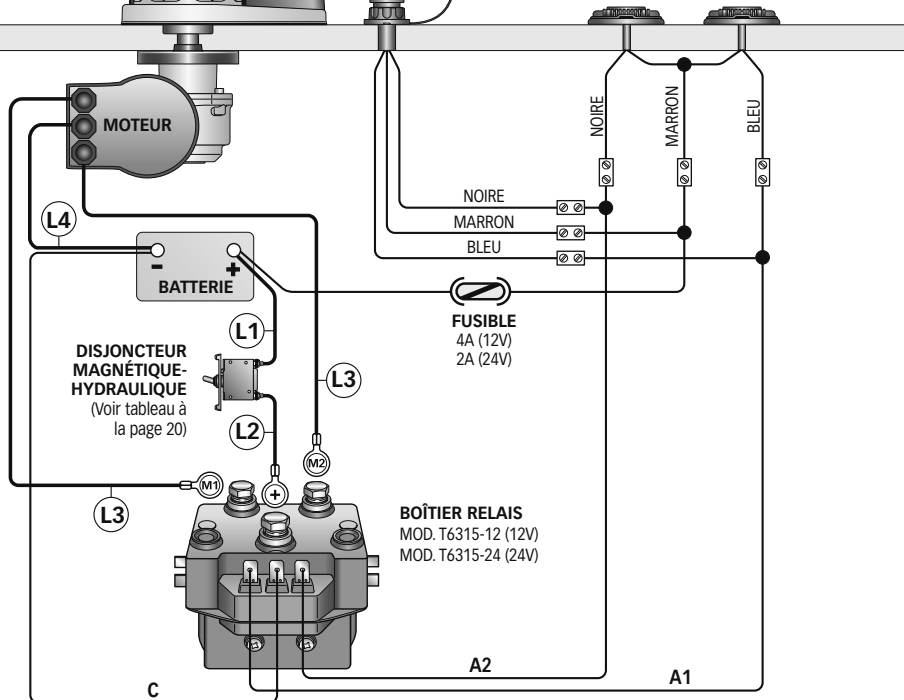 MOTEUR
NOIRE
MARRON
BLEU
NOIRE
MARRON
BLEU
L4
-
+
BATTERIE
L1
FUSIBLE
4A (12V)
2A (24V)
DISJONCTEUR
MAGNÉTIQUE-
HYDRAULIQUE
(Voir tableau à
la page 20)
L3
L2
M2
M1
+
L3
BOÎTIER RELAIS
MOD. T6315-12 (12V)
MOD. T6315-24 (24V)
A2
A1
C